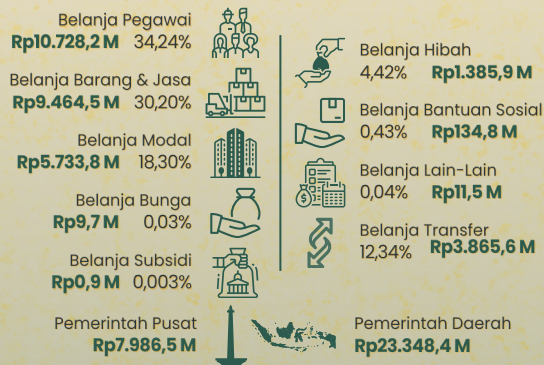 Belanja Pegawai
Rp10.728,2 M 34,24%
Belanja Barang & Jasa
Rp9.464,5 M 30,20%
Belanja Modal
Rp5.733,8 M 18,30%
Belanja Bunga
Rp9,7 M 0,03%
Belanja Subsidi
Rp0,9 M 0,003%
Pemerintah Pusat
Rp7.986,5 M
Belanja Hibah
4,42% Rp1.385,9 M
Belanja Bantuan Sosial
0,43% Rp134,8 M
Belanja Lain-Lain
0,04% Rp11,5 M
Belanja Transfer
12,34% Rp3.865,6 M
Pemerintah Daerah
Rp23.348,4 M